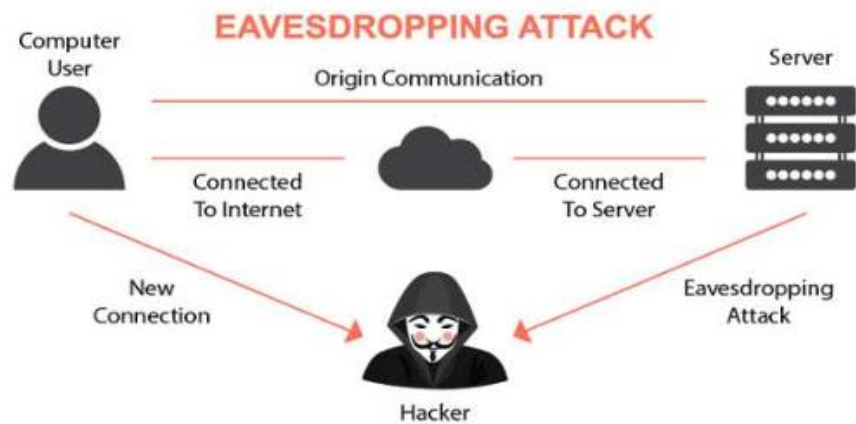 EAVESDROPPING ATTACK
Computer
User
Origin Communication
Server
Connected
To Internet
Connected
To Server
New
Connection
Eavesdropping
Attack
Hacker